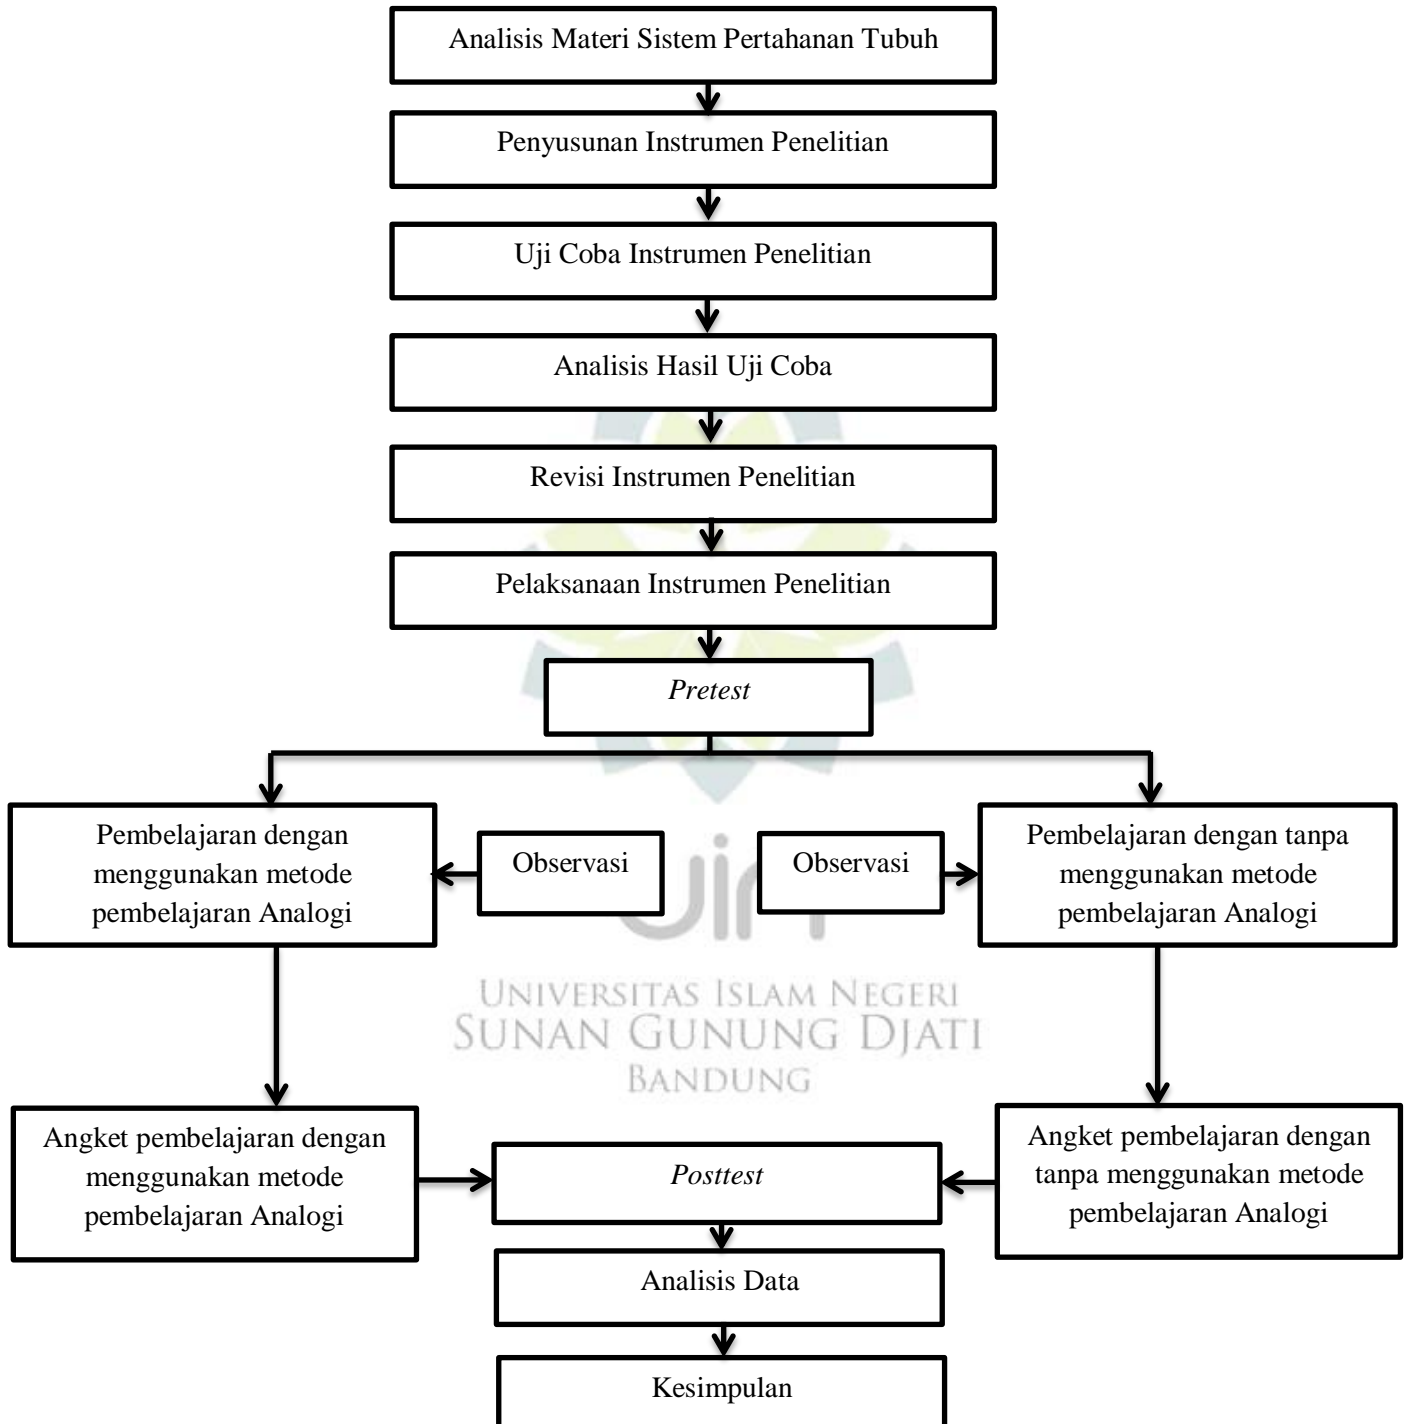 Analisis Materi Sistem Pertahanan Tubuh
Penyusunan Instrumen Penelitian
Uji Coba Instrumen Penelitian
Analisis Hasil Uji Coba
Revisi Instrumen Penelitian
Pelaksanaan Instrumen Penelitian
Pretest
Pembelajaran dengan
menggunakan metode
pembelajaran Analogi
Observasi
Observasi
Pembelajaran dengan tanpa
menggunakan metode
pembelajaran Analogi
uin
UNIVERSITAS ISLAM NEGERI
SUNAN GUNUNG DJATI
BANDUNG
Angket pembelajaran dengan
menggunakan metode
pembelajaran Analogi
Posttest
Angket pembelajaran dengan
tanpa menggunakan metode
pembelajaran Analogi
Analisis Data
Kesimpulan